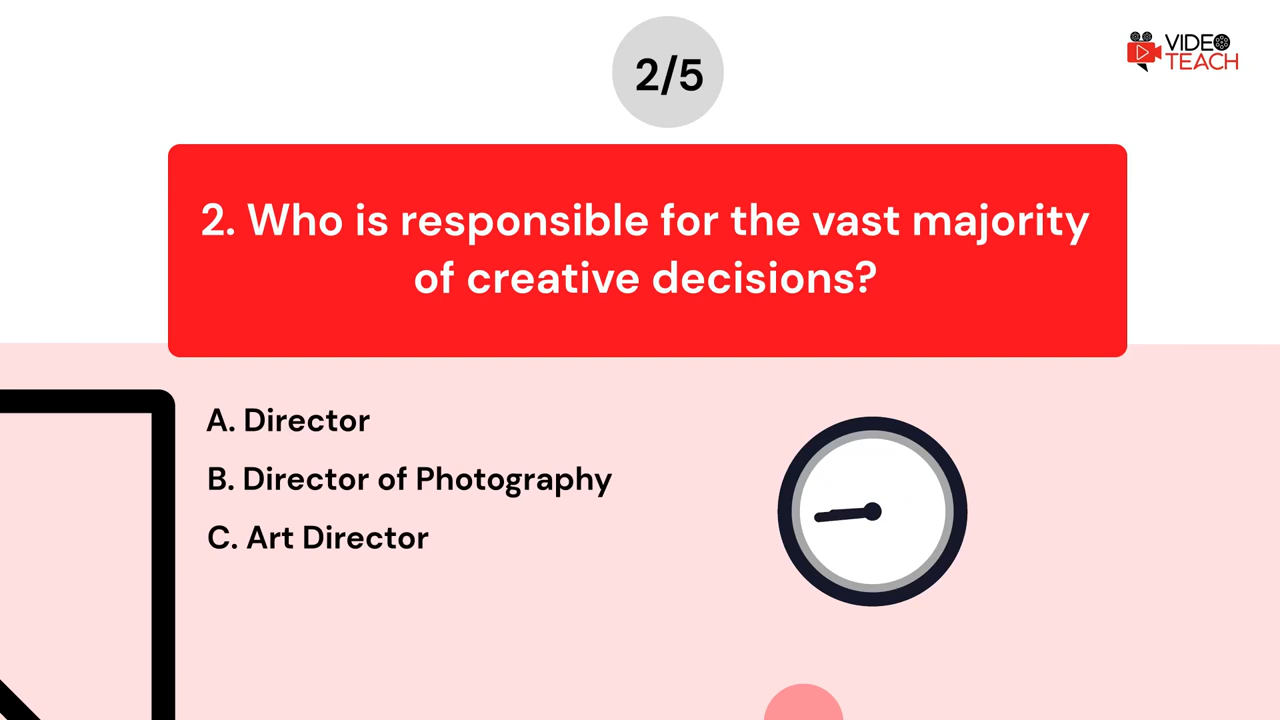 2/5
VIDEO
TEACH
2. Who is responsible for the vast majority
of creative decisions?
A. Director
B. Director of Photography
C. Art Director